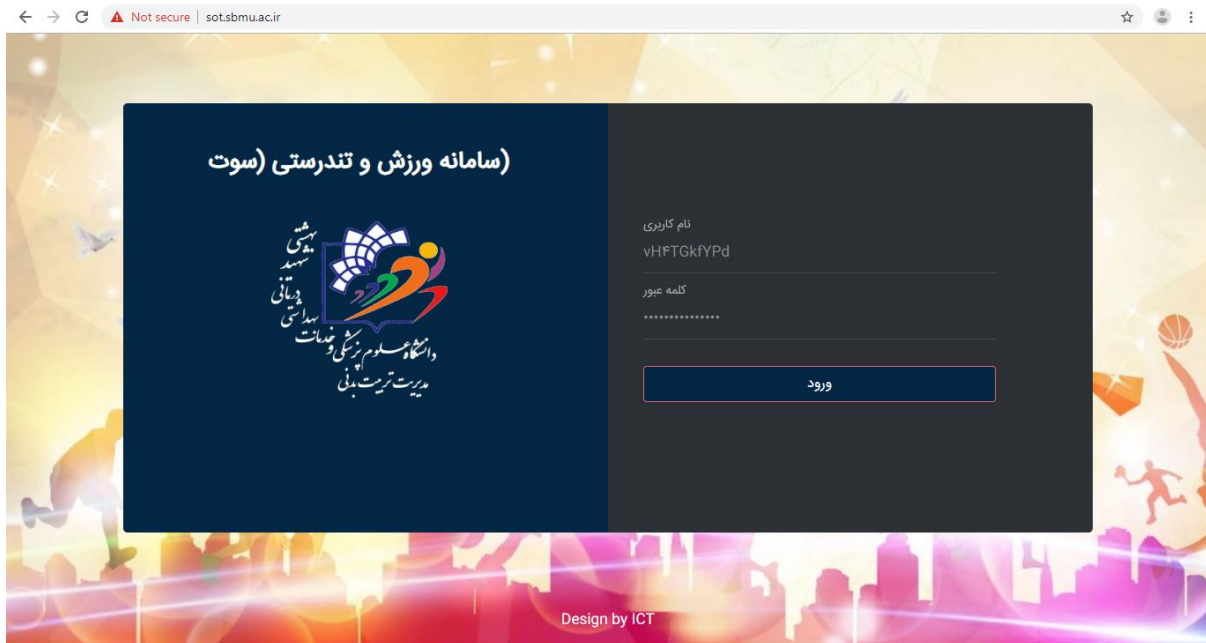 Not secure | sot.sbmu.ac.ir
(سامانه ورزش و تندرستی (سوت
بهشتی
شهید
درمانی
بهداشتی
دانشگاه علوم پزشکی و خدمات
مدیریت تربیت بدنی
نام کاربری
vH۴TGkfYPd
کلمه عبور
••••••••••••••
ورود
Design by ICT